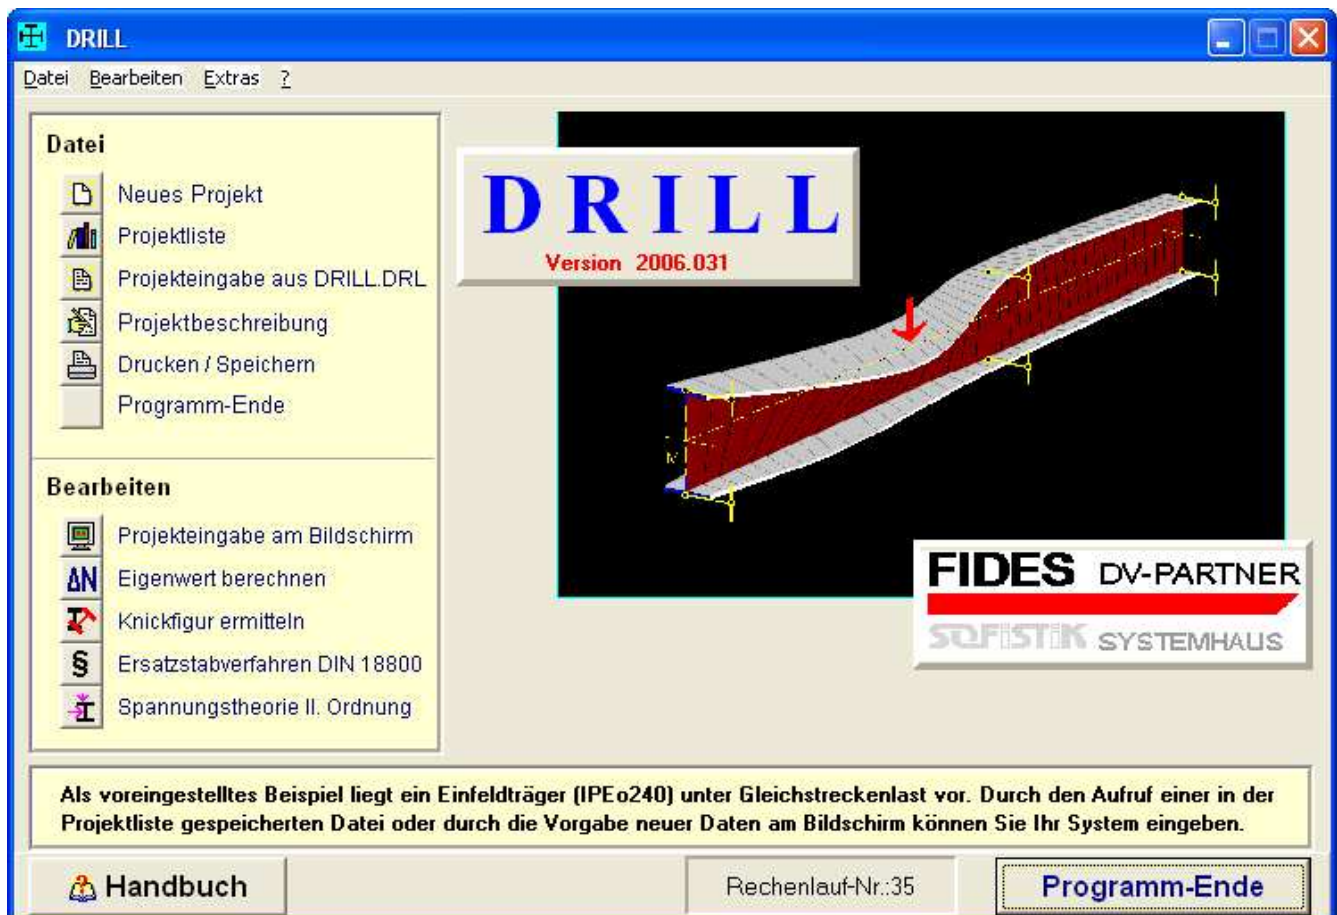 DRILL
Datei Bearbeiten Extras ?
Datei
Neues Projekt
Projektliste
Projekteingabe aus DRILL.DRL
Projektbeschreibung
Drucken / Speichern
Programm-Ende
Bearbeiten
Projekteingabe am Bildschirm
ΔN Eigenwert berechnen
Knickfigur ermitteln
§ Ersatzstabverfahren DIN 18800
Spannungstheorie II. Ordnung
DRILL
Version 2006.031
FIDES DV-PARTNER
SOFiSTiK SYSTEMHAUS
Als voreingestelltes Beispiel liegt ein Einfeldträger (IPEo240) unter Gleichstreckenlast vor. Durch den Aufruf einer in der
Projektliste gespeicherten Datei oder durch die Vorgabe neuer Daten am Bildschirm können Sie Ihr System eingeben.
Handbuch
Rechenlauf-Nr.:35
Programm-Ende